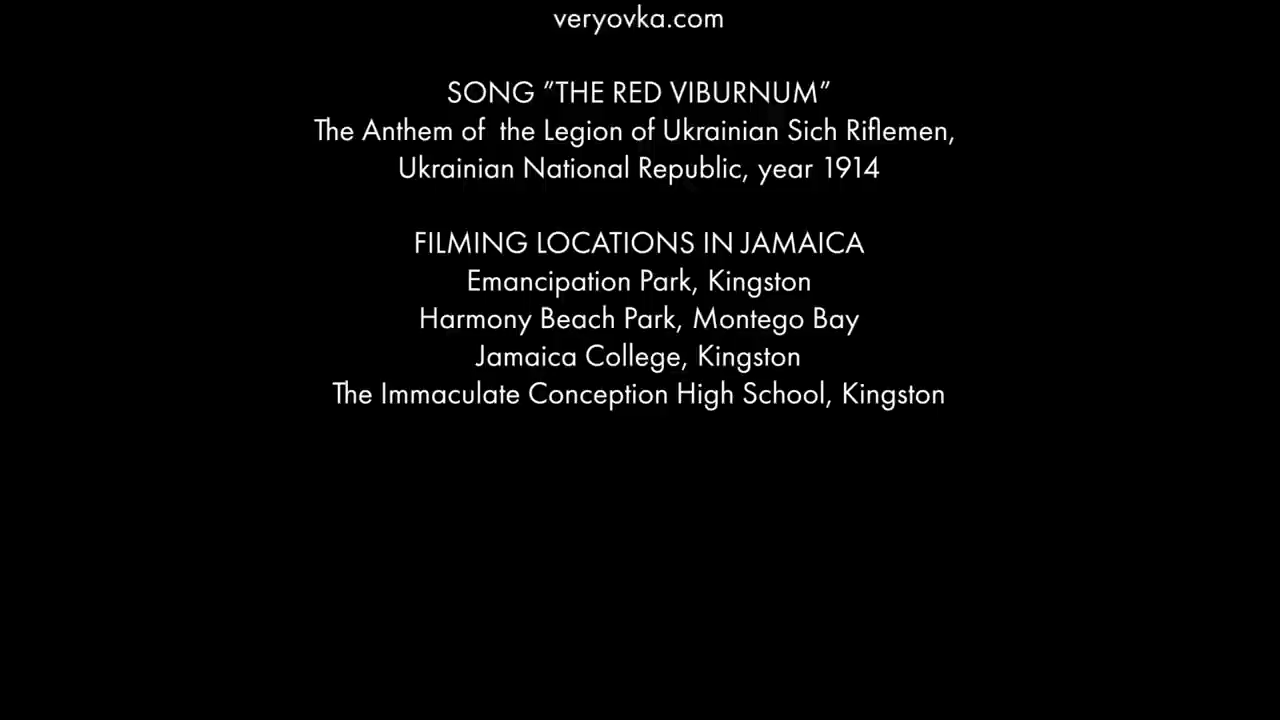 veryovka.com
SONG "THE RED VIBURNUM"
The Anthem of the Legion of Ukrainian Sich Riflemen,
Ukrainian National Republic, year 1914
FILMING LOCATIONS IN JAMAICA
Emancipation Park, Kingston
Harmony Beach Park, Montego Bay
Jamaica College, Kingston
The Immaculate Conception High School, Kingston